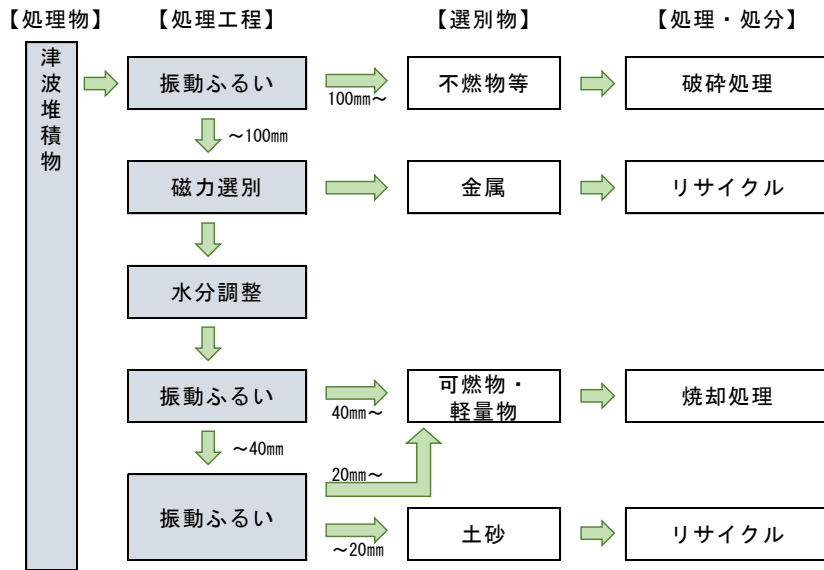 【処理物】 【処理工程】 【選別物】 【処理・処分】
津波堆積物
振動ふるい 100mm～ 不燃物等 破砕処理
～100mm
磁力選別 金属 リサイクル
水分調整
振動ふるい 40mm～ 可燃物・
軽量物 焼却処理
～40mm
振動ふるい 20mm～
～20mm 土砂 リサイクル